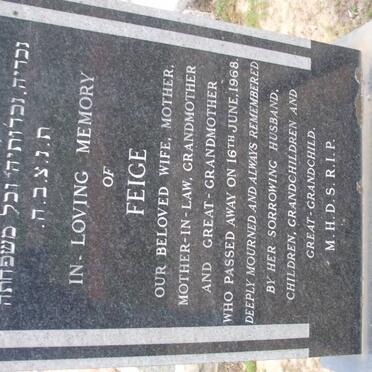 נכדיה, נכדותיה וכל משפחתה
ת.נ.צ.ב.ה.
IN LOVING MEMORY
OF
FEIGE
OUR BELOVED WIFE, MOTHER,
MOTHER-IN-LAW, GRANDMOTHER
AND GREAT-GRANDMOTHER
WHO PASSED AWAY ON 16TH JUNE, 1968.
DEEPLY MOURNED AND ALWAYS REMEMBERED
BY HER SORROWING HUSBAND,
CHILDREN, GRANDCHILDREN AND
GREAT-GRANDCHILD.
M.H.D.S.R.I.P.